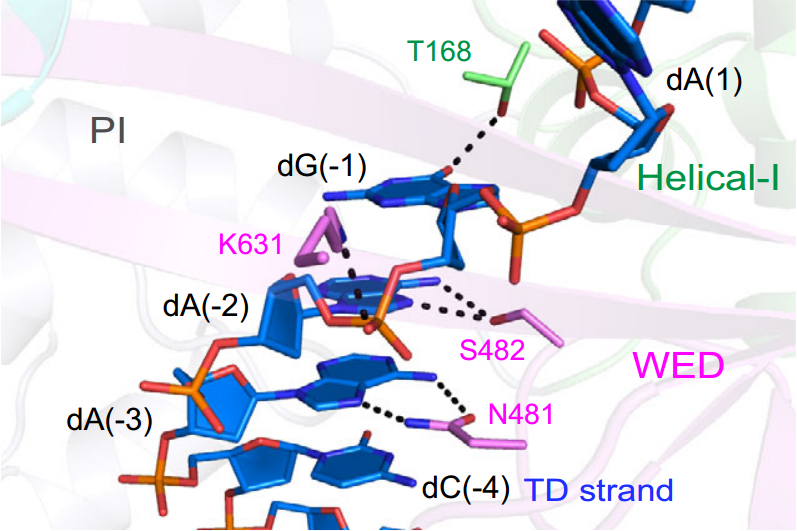 T168
dA(1)
PI
dG(-1)
Helical-I
K631
dA(-2)
S482
WED
N481
dA(-3)
dC(-4)
TD strand